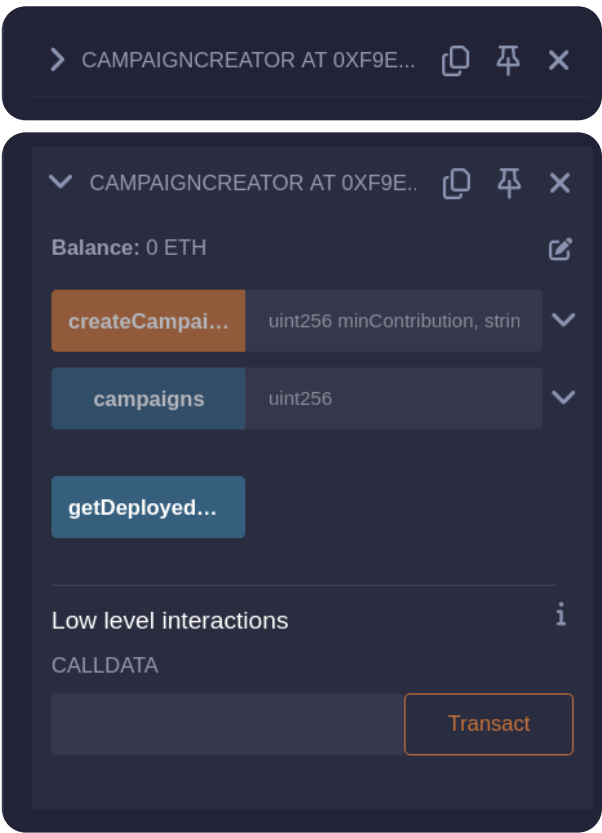 CAMPAIGNCREATOR AT 0XF9E...
CAMPAIGNCREATOR AT 0XF9E..
Balance: 0 ETH
createCampai... uint256 minContribution, strin
campaigns uint256
getDeployed...
Low level interactions
CALLDATA
Transact